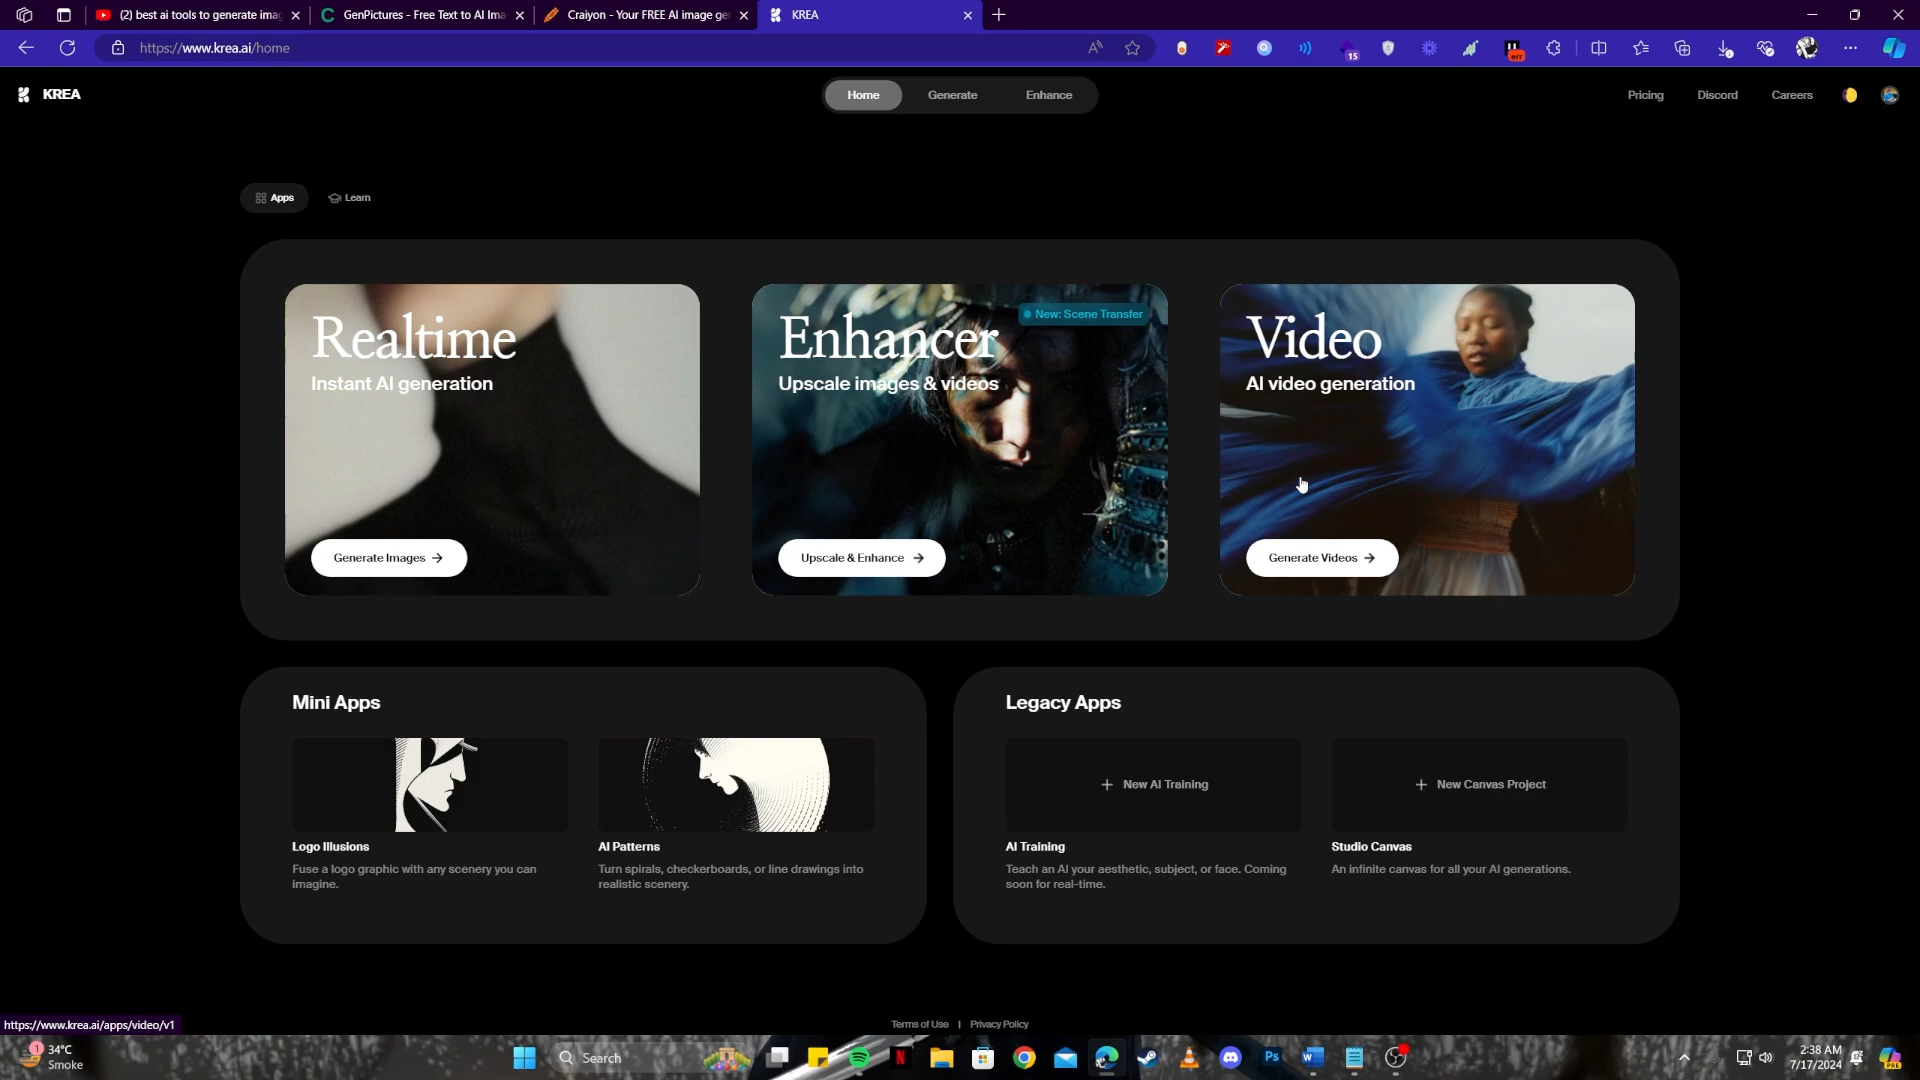 (2) best ai tools to generate imag
GenPictures - Free Text to AI Ima
Craiyon - Your FREE AI image ge
KREA
https://www.krea.ai/home
15
err
KREA
Home
Generate
Enhance
Pricing
Discord
Careers
Apps
Learn
Realtime
Instant AI generation
Generate Images →
Enhancer
New: Scene Transfer
Upscale images & videos
Upscale & Enhance →
Video
AI video generation
Generate Videos →
Mini Apps
Logo Illusions
Fuse a logo graphic with any scenery you can
imagine.
AI Patterns
Turn spirals, checkerboards, or line drawings into
realistic scenery.
Legacy Apps
+ New AI Training
AI Training
Teach an AI your aesthetic, subject, or face. Coming
soon for real-time.
+ New Canvas Project
Studio Canvas
An infinite canvas for all your AI generations.
https://www.krea.ai/apps/video/v1
Terms of Use | Privacy Policy
1
34°C
Smoke
Search
N
Ps
W
2:38 AM
7/17/2024
PRE